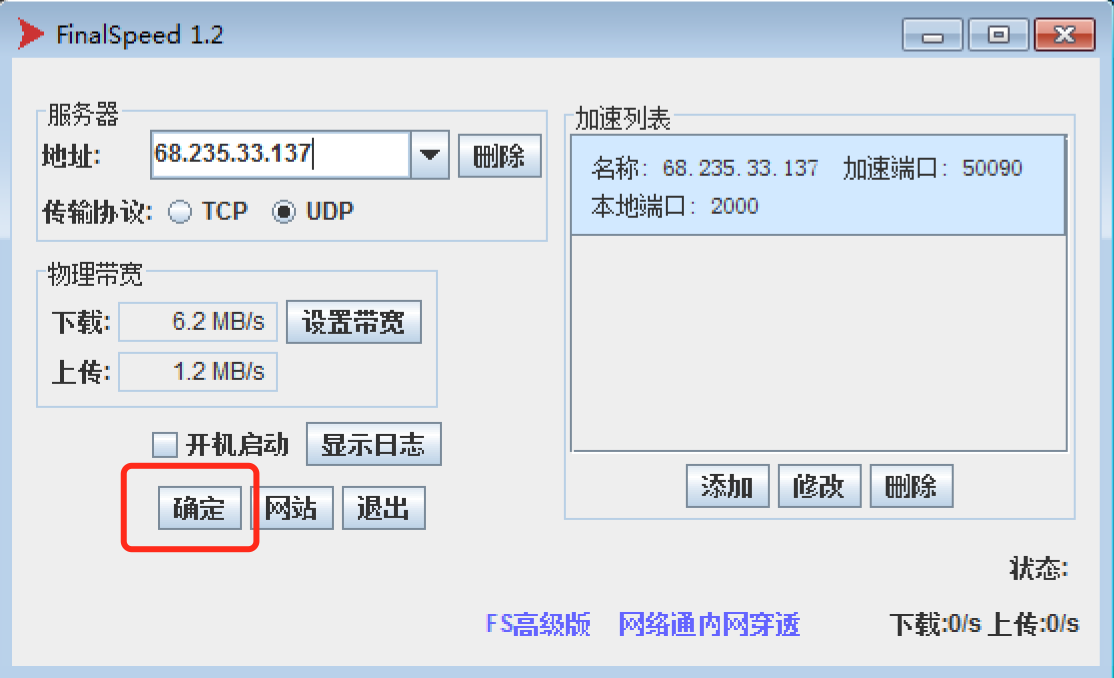 FinalSpeed 1.2
服务器
地址: 68.235.33.137 删除
传输协议: TCP UDP
物理带宽
下载: 6.2 MB/s 设置带宽
上传: 1.2 MB/s
开机启动 显示日志
确定 网站 退出
加速列表
名称: 68.235.33.137 加速端口: 50090
本地端口: 2000
添加 修改 删除
状态:
FS高级版 网络通内网穿透 下载:0/s 上传:0/s